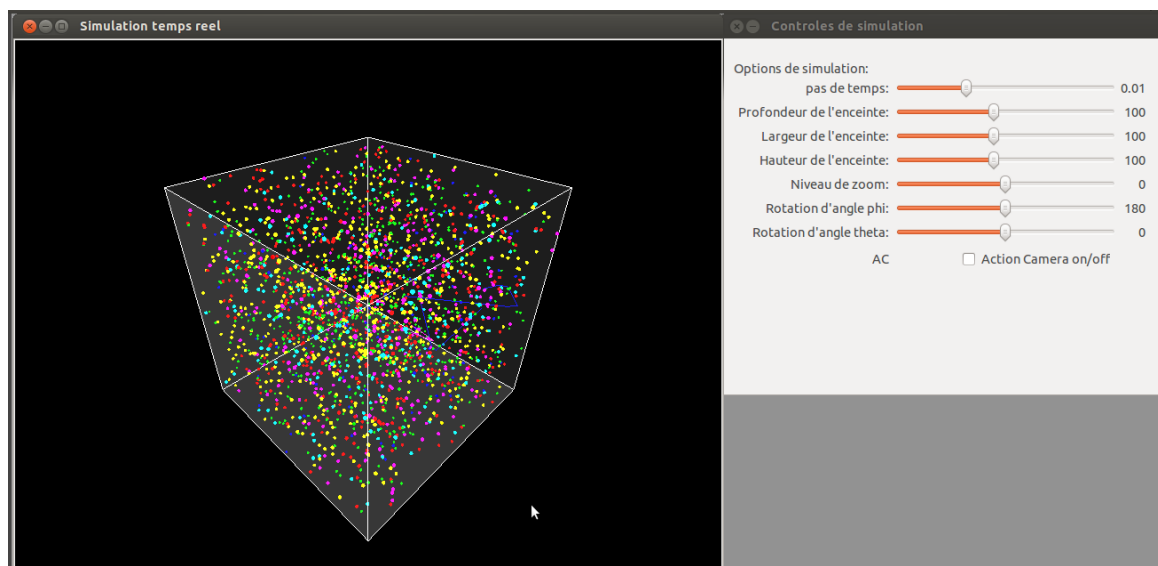 Simulation temps reel
Controles de simulation
Options de simulation:
pas de temps: 0.01
Profondeur de l'enceinte: 100
Largeur de l'enceinte: 100
Hauteur de l'enceinte: 100
Niveau de zoom: 0
Rotation d'angle phi: 180
Rotation d'angle theta: 0
AC Action Camera on/off